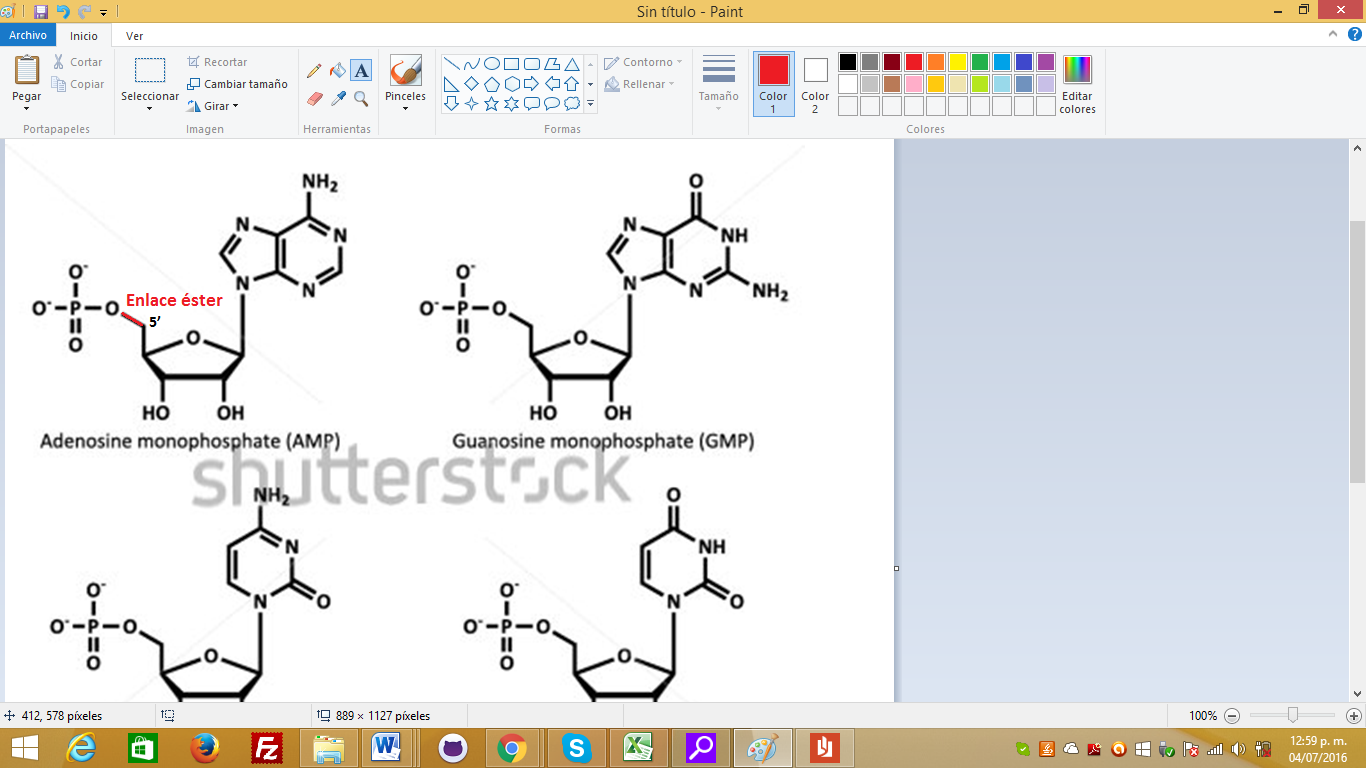 Sin título - Paint
Archivo
Inicio
Ver
Pegar
Cortar
Copiar
Portapapeles
Seleccionar
Recortar
Cambiar tamaño
Girar
Imagen
A
Herramientas
Pinceles
Contorno
Rellenar
Formas
Tamaño
Color 1
Color 2
Editar colores
Colores
NH2
N
N
N
N
O-
O-
P
O
O
Enlace éster
5’
O
HO
OH
Adenosine monophosphate (AMP)
O
N
NH
N
N
NH2
O-
O-
P
O
O
O
HO
OH
Guanosine monophosphate (GMP)
shutterstock
NH2
N
N
O
O-
O-
P
O
O
O
O
NH
N
O
O-
O-
P
O
O
O
412, 578 píxeles
889 × 1127 píxeles
100%
12:59 p. m.
04/07/2016